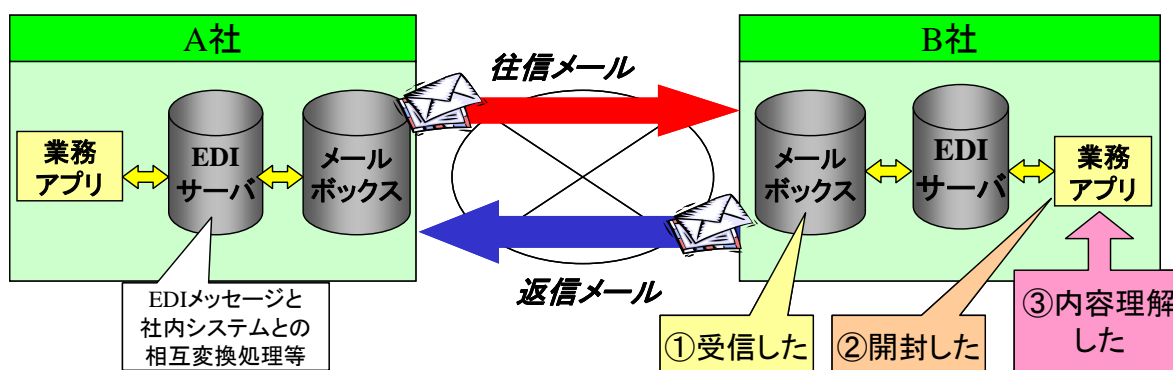 A社
B社
往信メール
業務
アプリ
EDI
サーバ
メール
ボックス
メール
ボックス
EDI
サーバ
業務
アプリ
返信メール
EDIメッセージと
社内システムとの
相互変換処理等
①受信した
②開封した
③内容理解
した